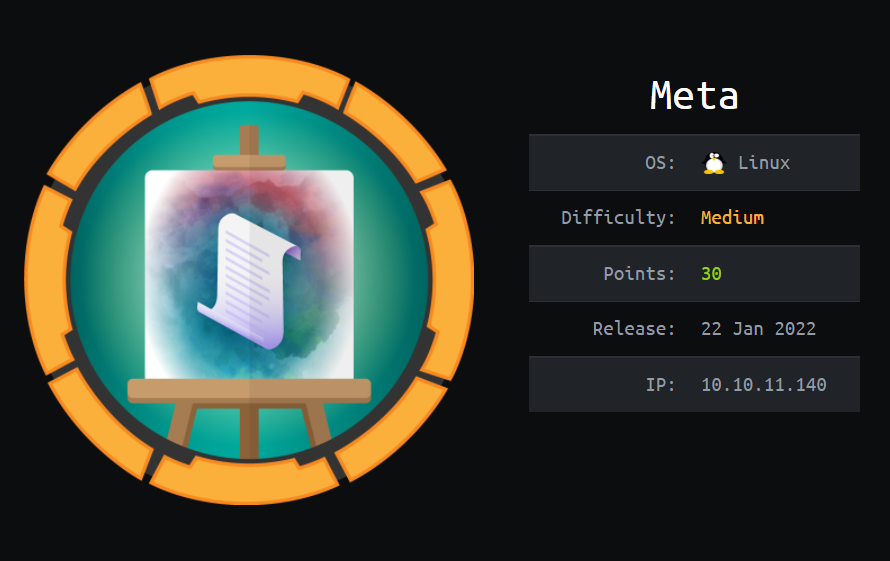 Meta
OS: Linux
Difficulty: Medium
Points: 30
Release: 22 Jan 2022
IP: 10.10.11.140